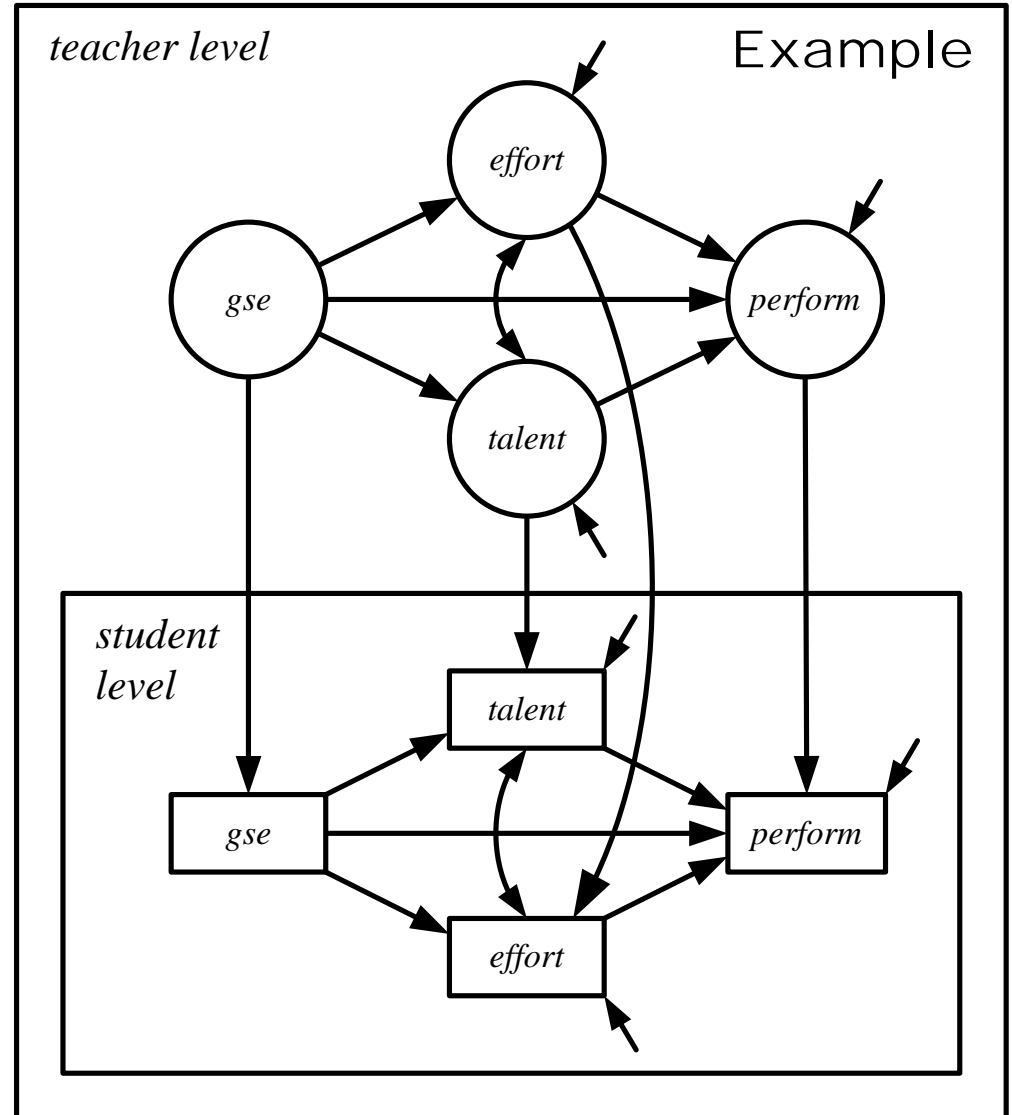 teacher level
Example
effort
gse
perform
talent
student
level
talent
gse
perform
effort